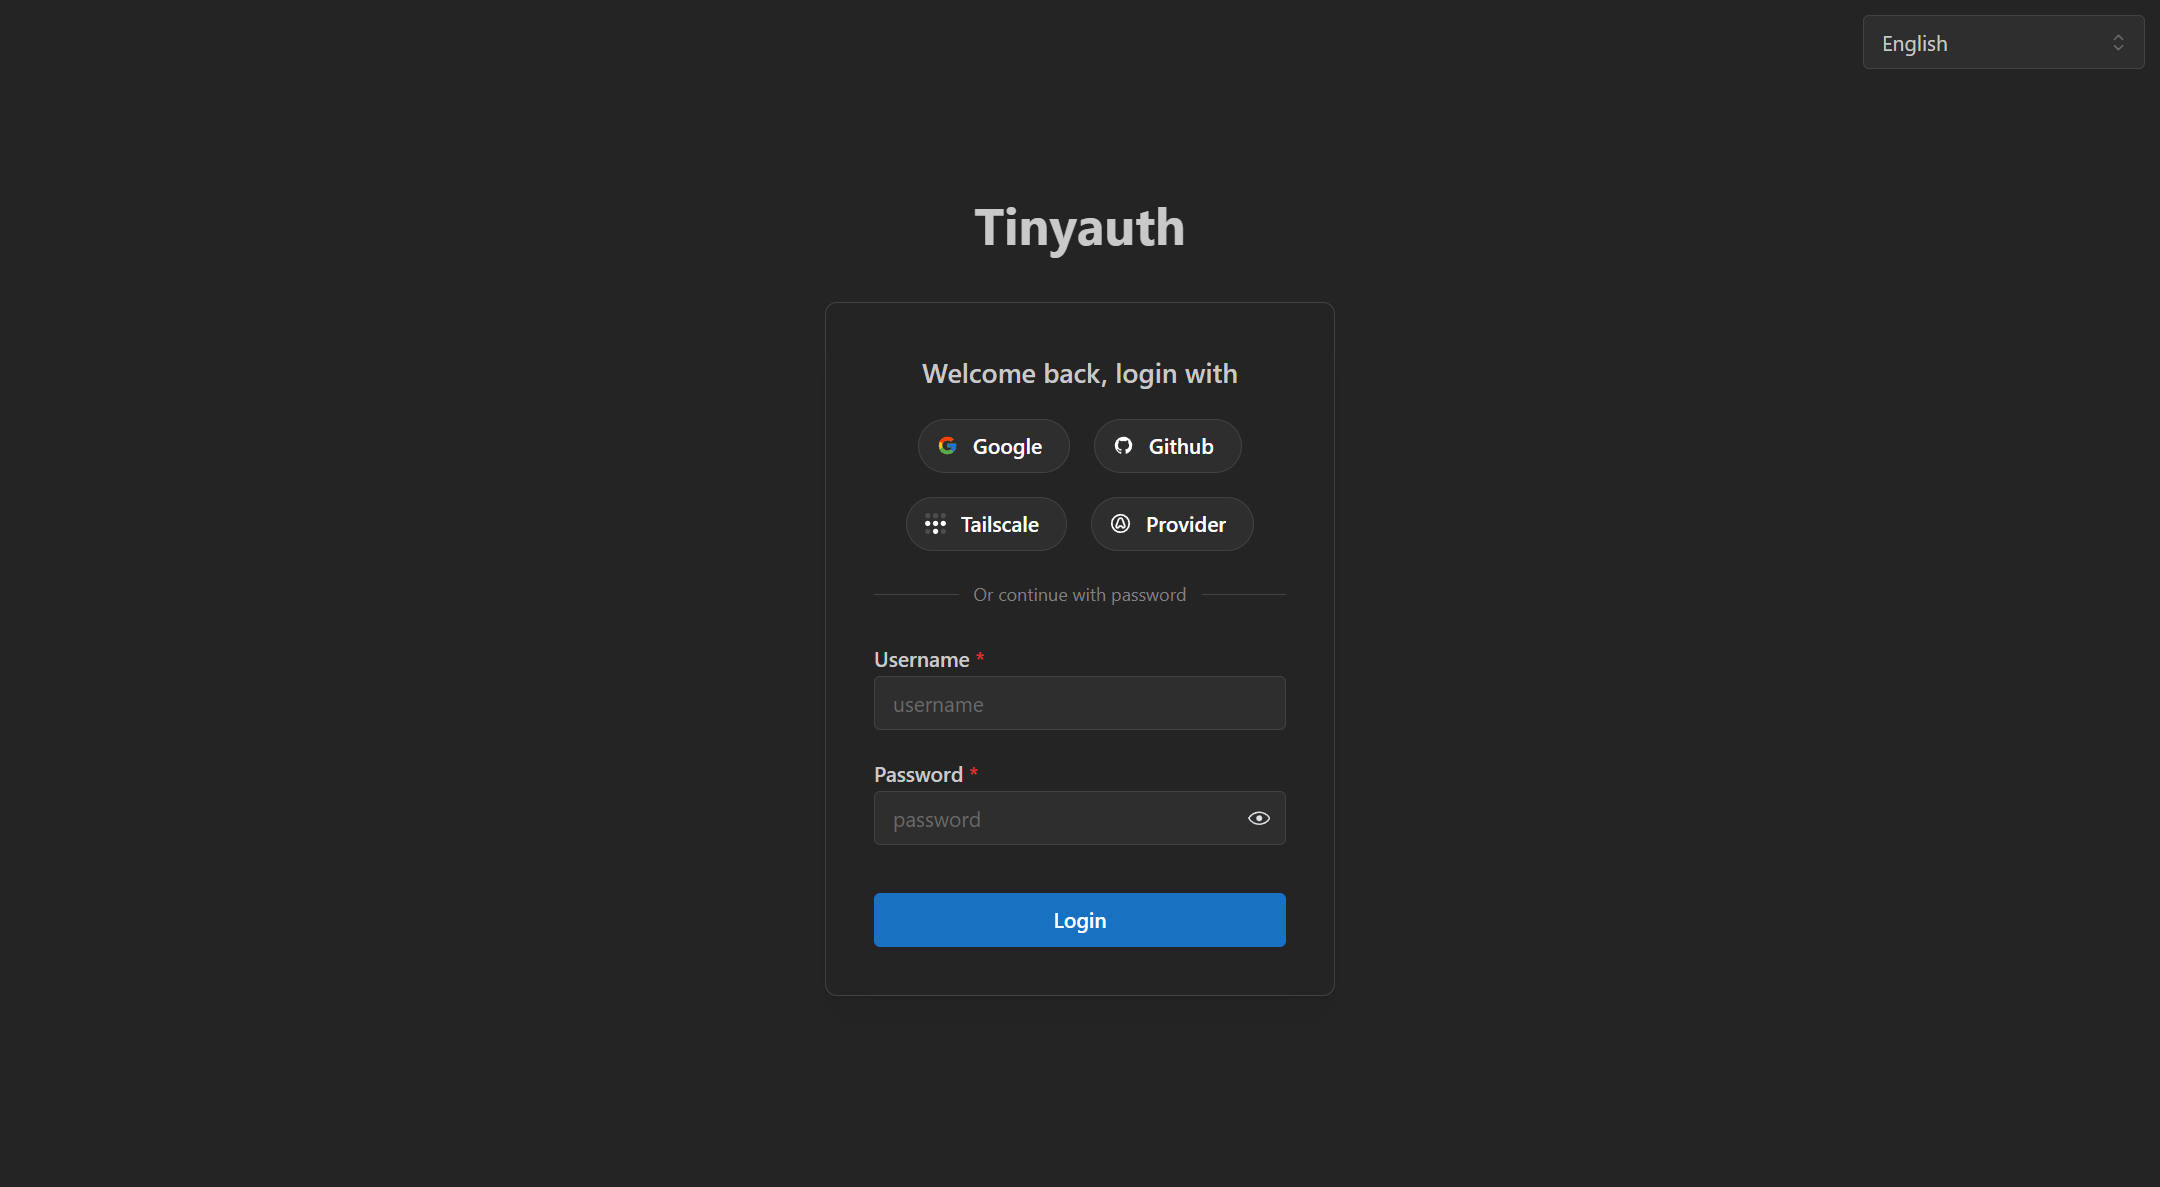 English
Tinyauth
Welcome back, login with
Google Github
Tailscale Provider
Or continue with password
Username *
username
Password *
password
Login